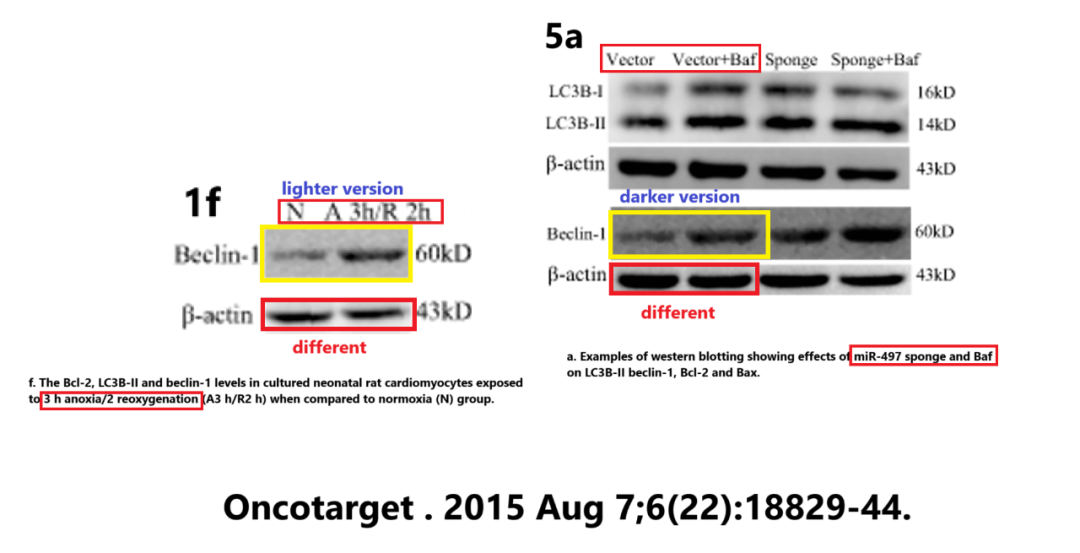 5a
Vector Vector+Baf Sponge Sponge+Baf
LC3B-I 16kD
LC3B-II 14kD
β-actin 43kD
darker version
Beclin-1 60kD
β-actin 43kD
different
a. Examples of western blotting showing effects of miR-497 sponge and Baf
on LC3B-II beclin-1, Bcl-2 and Bax.
1f
lighter version
N A 3h/R 2h
Beclin-1 60kD
β-actin 43kD
different
f. The Bcl-2, LC3B-II and beclin-1 levels in cultured neonatal rat cardiomyocytes exposed
to 3 h anoxia/2 reoxygenation (A3 h/R2 h) when compared to normoxia (N) group.
Oncotarget . 2015 Aug 7;6(22):18829-44.